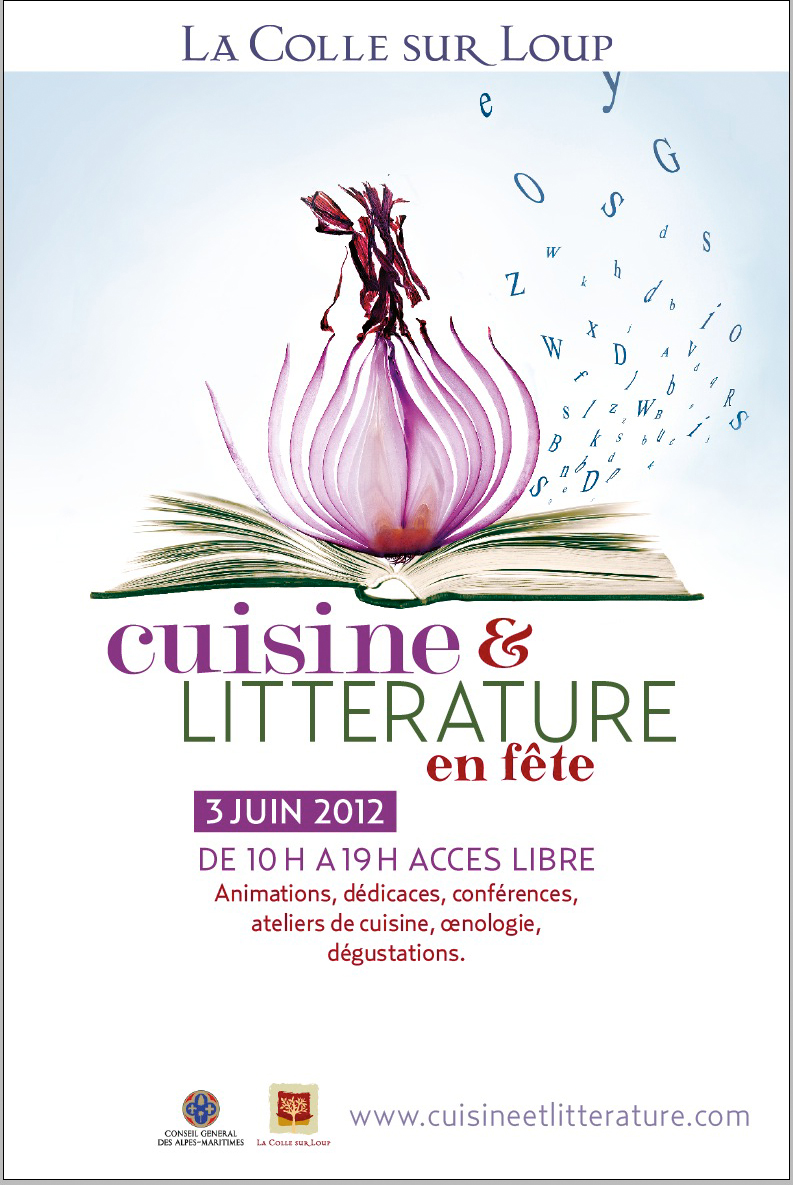 LA COLLE SUR LOUP
e
y
G
O
S
d
s
w
k
h
Z
d
b
i
o
x
i
W
D
A
V
f
J
b
d
q
R
s
l
z
W
B
S
B
k
s
b
i
S
n
b
D
cuisine &
LITTERATURE
en fête
3 JUIN 2012
DE 10 H A 19 H ACCES LIBRE
Animations, dédicaces, conférences,
ateliers de cuisine, œnologie,
dégustations.
CONSEIL GENERAL
DES ALPES-MARITIMES
LA COLLE SUR LOUP
www.cuisineetlitterature.com